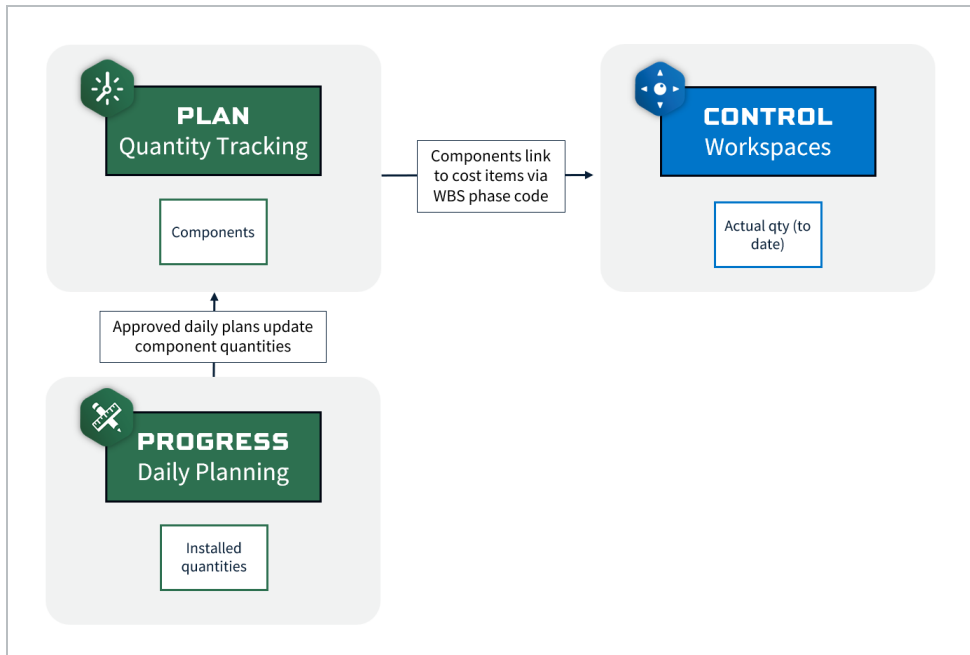 PLAN
Quantity Tracking
Components
Components link
to cost items via
WBS phase code
CONTROL
Workspaces
Actual qty (to
date)
Approved daily plans update
component quantities
PROGRESS
Daily Planning
Installed
quantities